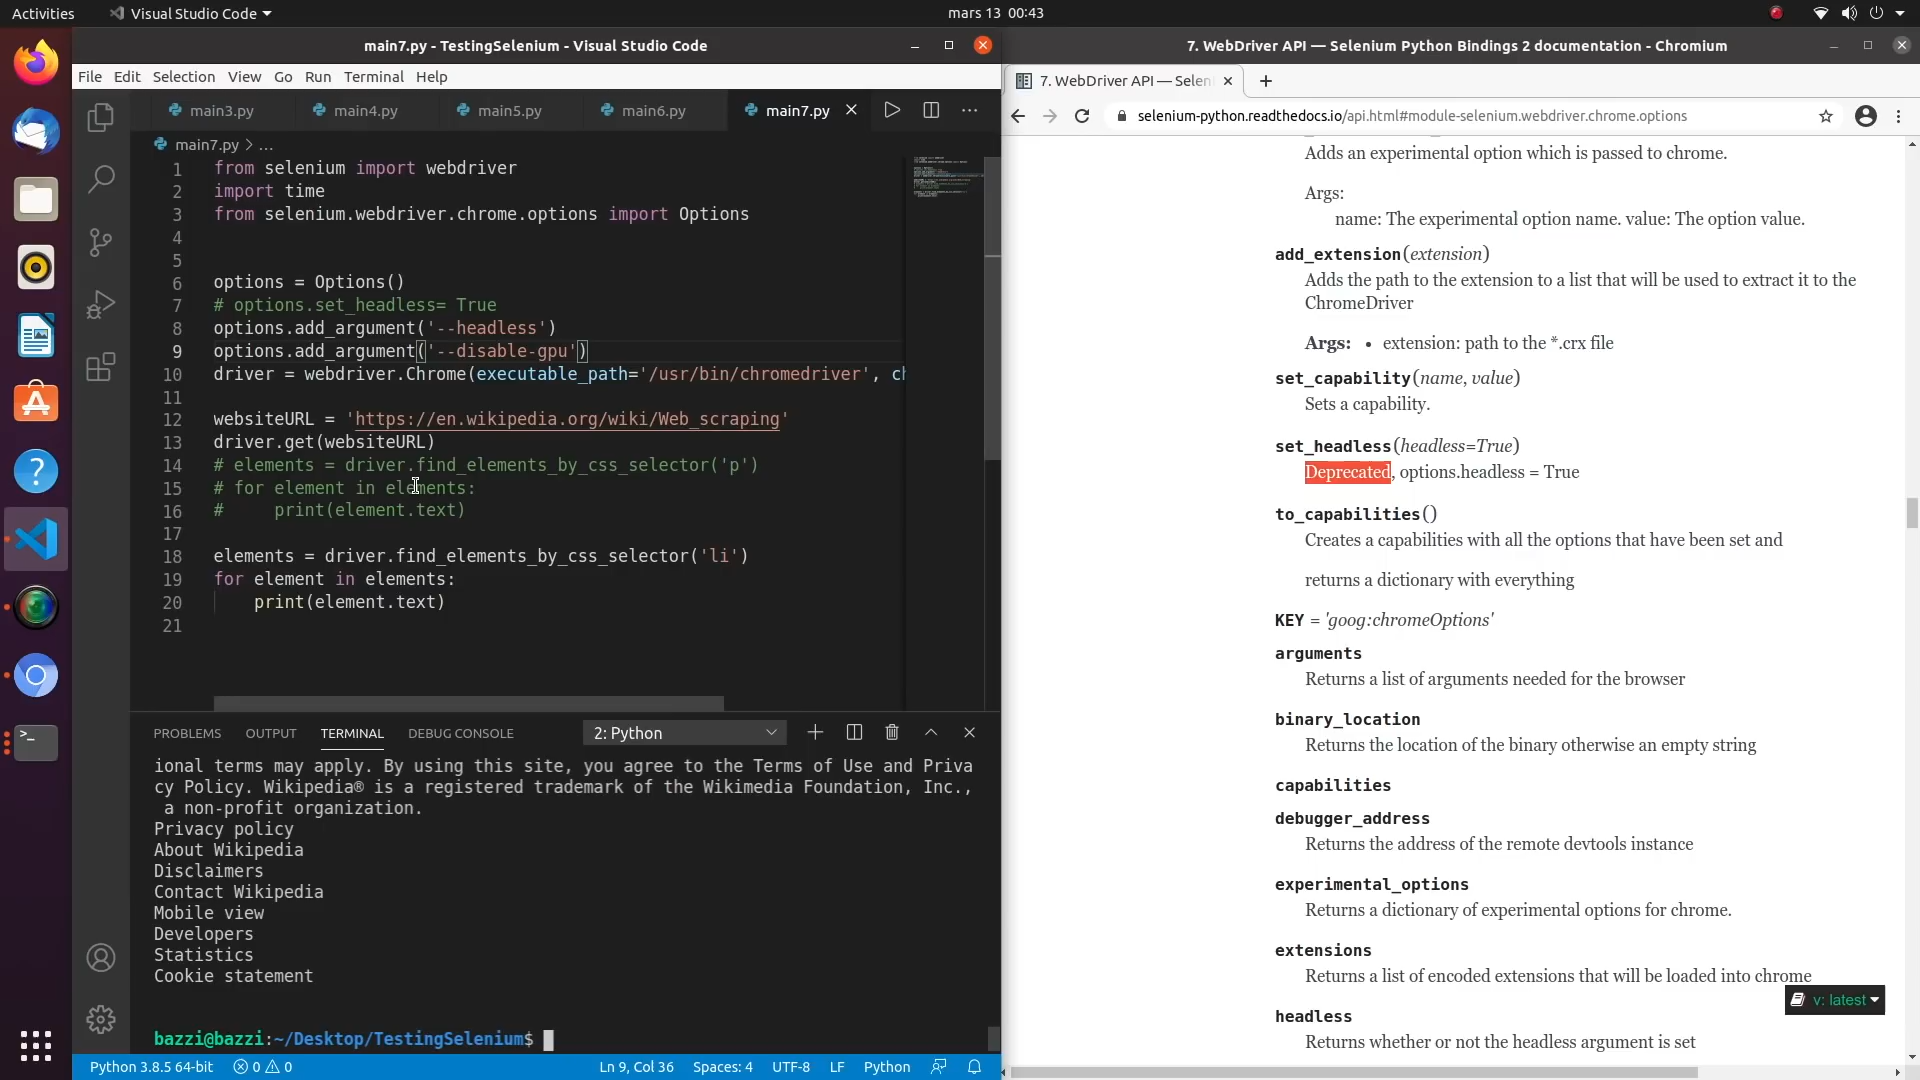 Activities
Visual Studio Code
mars 13 00:43
main7.py - TestingSelenium - Visual Studio Code
File Edit Selection View Go Run Terminal Help
main3.py main4.py main5.py main6.py main7.py
main7.py > ...
1 from selenium import webdriver
2 import time
3 from selenium.webdriver.chrome.options import Options
4
5
6 options = Options()
7 # options.set_headless= True
8 options.add_argument('--headless')
9 options.add_argument('--disable-gpu')
10 driver = webdriver.Chrome(executable_path='/usr/bin/chromedriver', ch
11
12 websiteURL = 'https://en.wikipedia.org/wiki/Web_scraping'
13 driver.get(websiteURL)
14 # elements = driver.find_elements_by_css_selector('p')
15 # for element in elements:
16 #     print(element.text)
17
18 elements = driver.find_elements_by_css_selector('li')
19 for element in elements:
20     print(element.text)
21
PROBLEMS OUTPUT TERMINAL DEBUG CONSOLE 2: Python
ional terms may apply. By using this site, you agree to the Terms of Use and Priva
cy Policy. Wikipedia® is a registered trademark of the Wikimedia Foundation, Inc.,
a non-profit organization.
Privacy policy
About Wikipedia
Disclaimers
Contact Wikipedia
Mobile view
Developers
Statistics
Cookie statement
bazzi@bazzi:~/Desktop/TestingSelenium$
Python 3.8.5 64-bit 0 0 Ln 9, Col 36 Spaces: 4 UTF-8 LF Python
7. WebDriver API — Selenium Python Bindings 2 documentation - Chromium
7. WebDriver API — Selen
selenium-python.readthedocs.io/api.html#module-selenium.webdriver.chrome.options
Adds an experimental option which is passed to chrome.
Args:
name: The experimental option name. value: The option value.
add_extension(extension)
Adds the path to the extension to a list that will be used to extract it to the
ChromeDriver
Args: • extension: path to the *.crx file
set_capability(name, value)
Sets a capability.
set_headless(headless=True)
Deprecated, options.headless = True
to_capabilities()
Creates a capabilities with all the options that have been set and
returns a dictionary with everything
KEY = 'goog:chromeOptions'
arguments
Returns a list of arguments needed for the browser
binary_location
Returns the location of the binary otherwise an empty string
capabilities
debugger_address
Returns the address of the remote devtools instance
experimental_options
Returns a dictionary of experimental options for chrome.
extensions
Returns a list of encoded extensions that will be loaded into chrome
v: latest
headless
Returns whether or not the headless argument is set